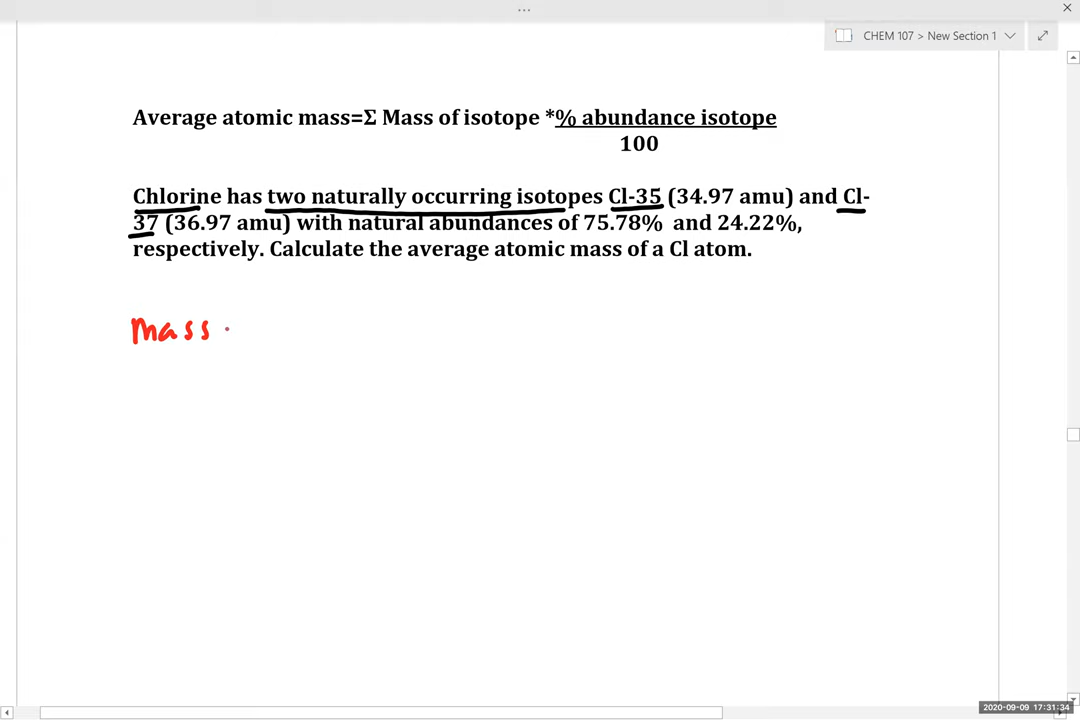 ...
CHEM 107 > New Section 1
Average atomic mass=Σ Mass of isotope *% abundance isotope
100
Chlorine has two naturally occurring isotopes Cl-35 (34.97 amu) and Cl-
37 (36.97 amu) with natural abundances of 75.78% and 24.22%,
respectively. Calculate the average atomic mass of a Cl atom.
Mass
2020-09-09 17:31:34